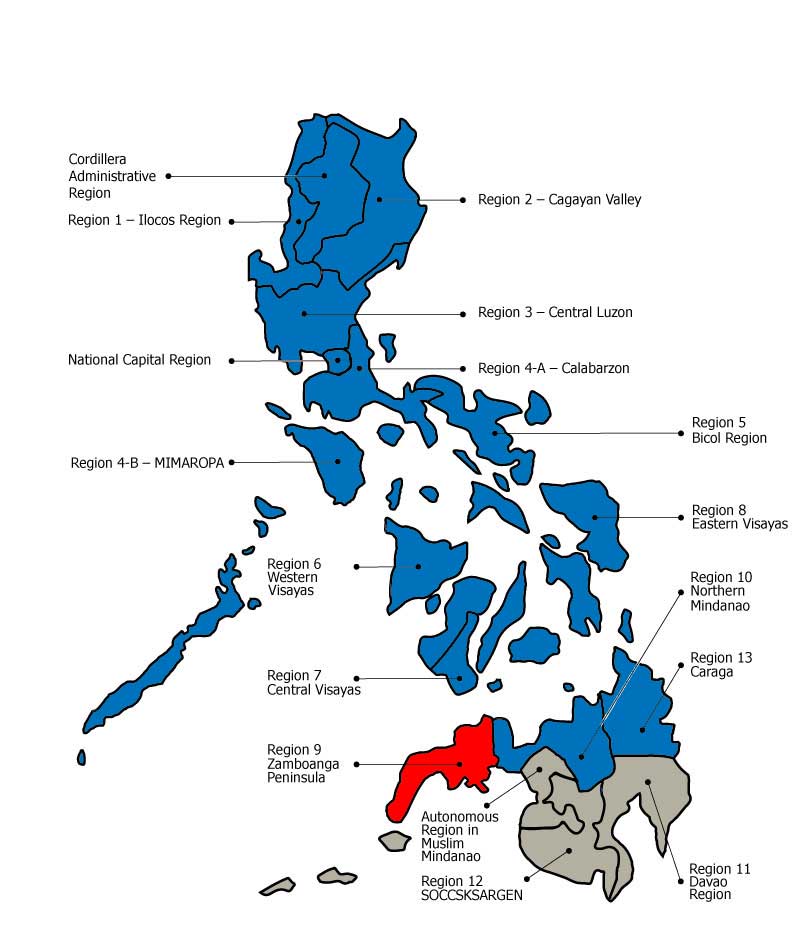 Cordillera
Administrative
Region
Region 1 – Ilocos Region
Region 2 – Cagayan Valley
Region 3 – Central Luzon
National Capital Region
Region 4-A – Calabarzon
Region 5
Bicol Region
Region 4-B – MIMAROPA
Region 8
Eastern Visayas
Region 6
Western
Visayas
Region 10
Northern
Mindanao
Region 13
Caraga
Region 7
Central Visayas
Region 9
Zamboanga
Peninsula
Autonomous
Region in
Muslim
Mindanao
Region 12
SOCCSKSARGEN
Region 11
Davao
Region